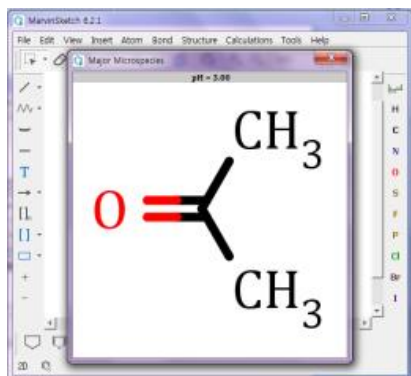 MarvinSketch 6.2.1
File Edit View Insert Atom Bond Structure Calculations Tools Help
Major Microspecies
pH = 3.00
CH3
O
CH3
T
[]
H
C
N
O
S
F
P
Cl
Br
I
2D